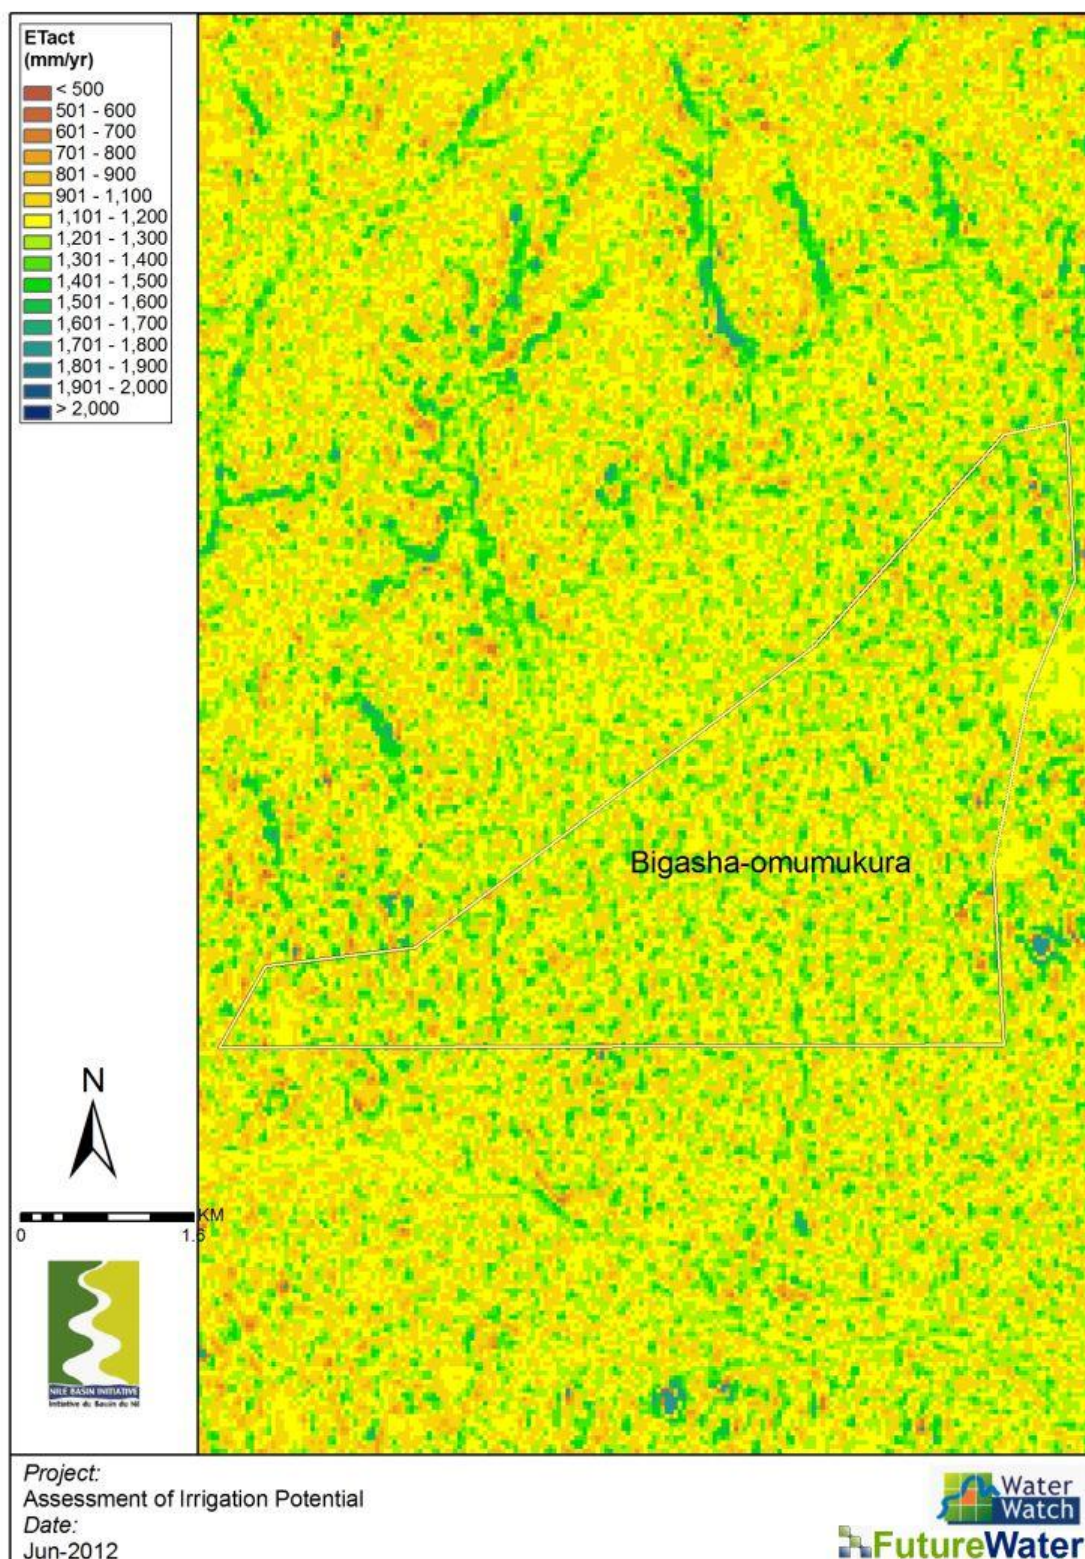 ETact
(mm/yr)
< 500
501 - 600
601 - 700
701 - 800
801 - 900
901 - 1,100
1,101 - 1,200
1,201 - 1,300
1,301 - 1,400
1,401 - 1,500
1,501 - 1,600
1,601 - 1,700
1,701 - 1,800
1,801 - 1,900
1,901 - 2,000
> 2,000
Bigasha-omumukura
N
KM
0 1.6
NILE BASIN INITIATIVE
Initiative du Bassin du Nil
Project:
Assessment of Irrigation Potential
Date:
Jun-2012
Water
Watch
FutureWater